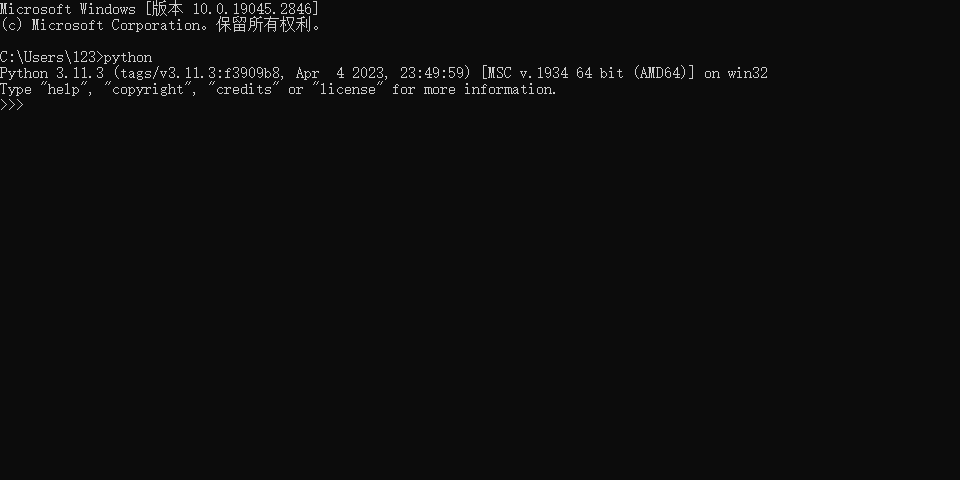 Microsoft Windows [版本 10.0.19045.2846]
(c) Microsoft Corporation。保留所有权利。
C:\Users\123>python
Python 3.11.3 (tags/v3.11.3:f3909b8, Apr  4 2023, 23:49:59) [MSC v.1934 64 bit (AMD64)] on win32
Type "help", "copyright", "credits" or "license" for more information.
>>>